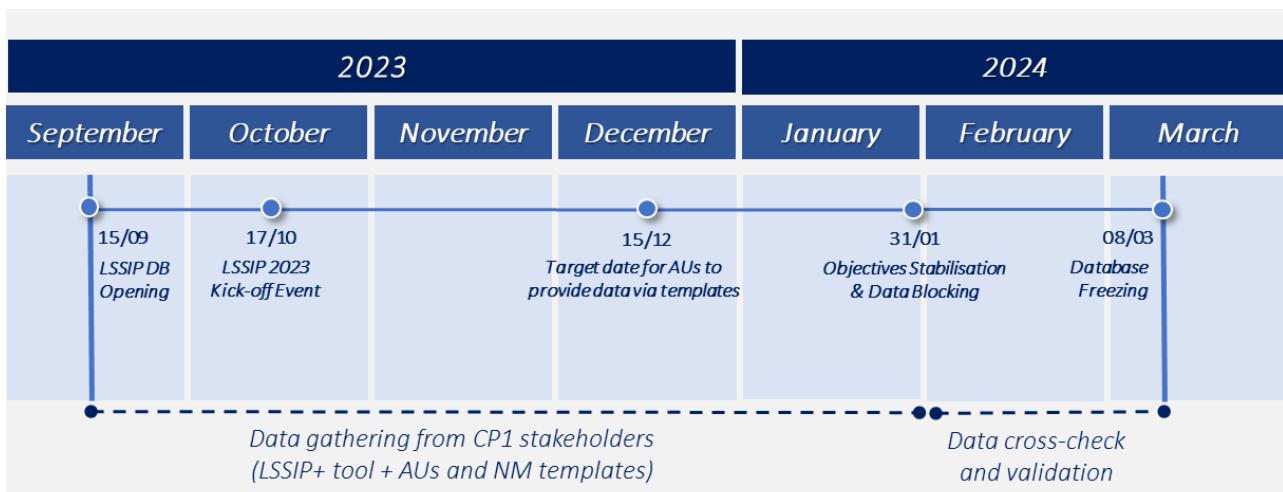 2023
2024
September
October
November
December
January
February
March
15/09
LSSIP DB
Opening
17/10
LSSIP 2023
Kick-off Event
15/12
Target date for AUs to
provide data via templates
31/01
Objectives Stabilisation
& Data Blocking
08/03
Database
Freezing
Data gathering from CP1 stakeholders
(LSSIP+ tool + AUs and NM templates)
Data cross-check
and validation